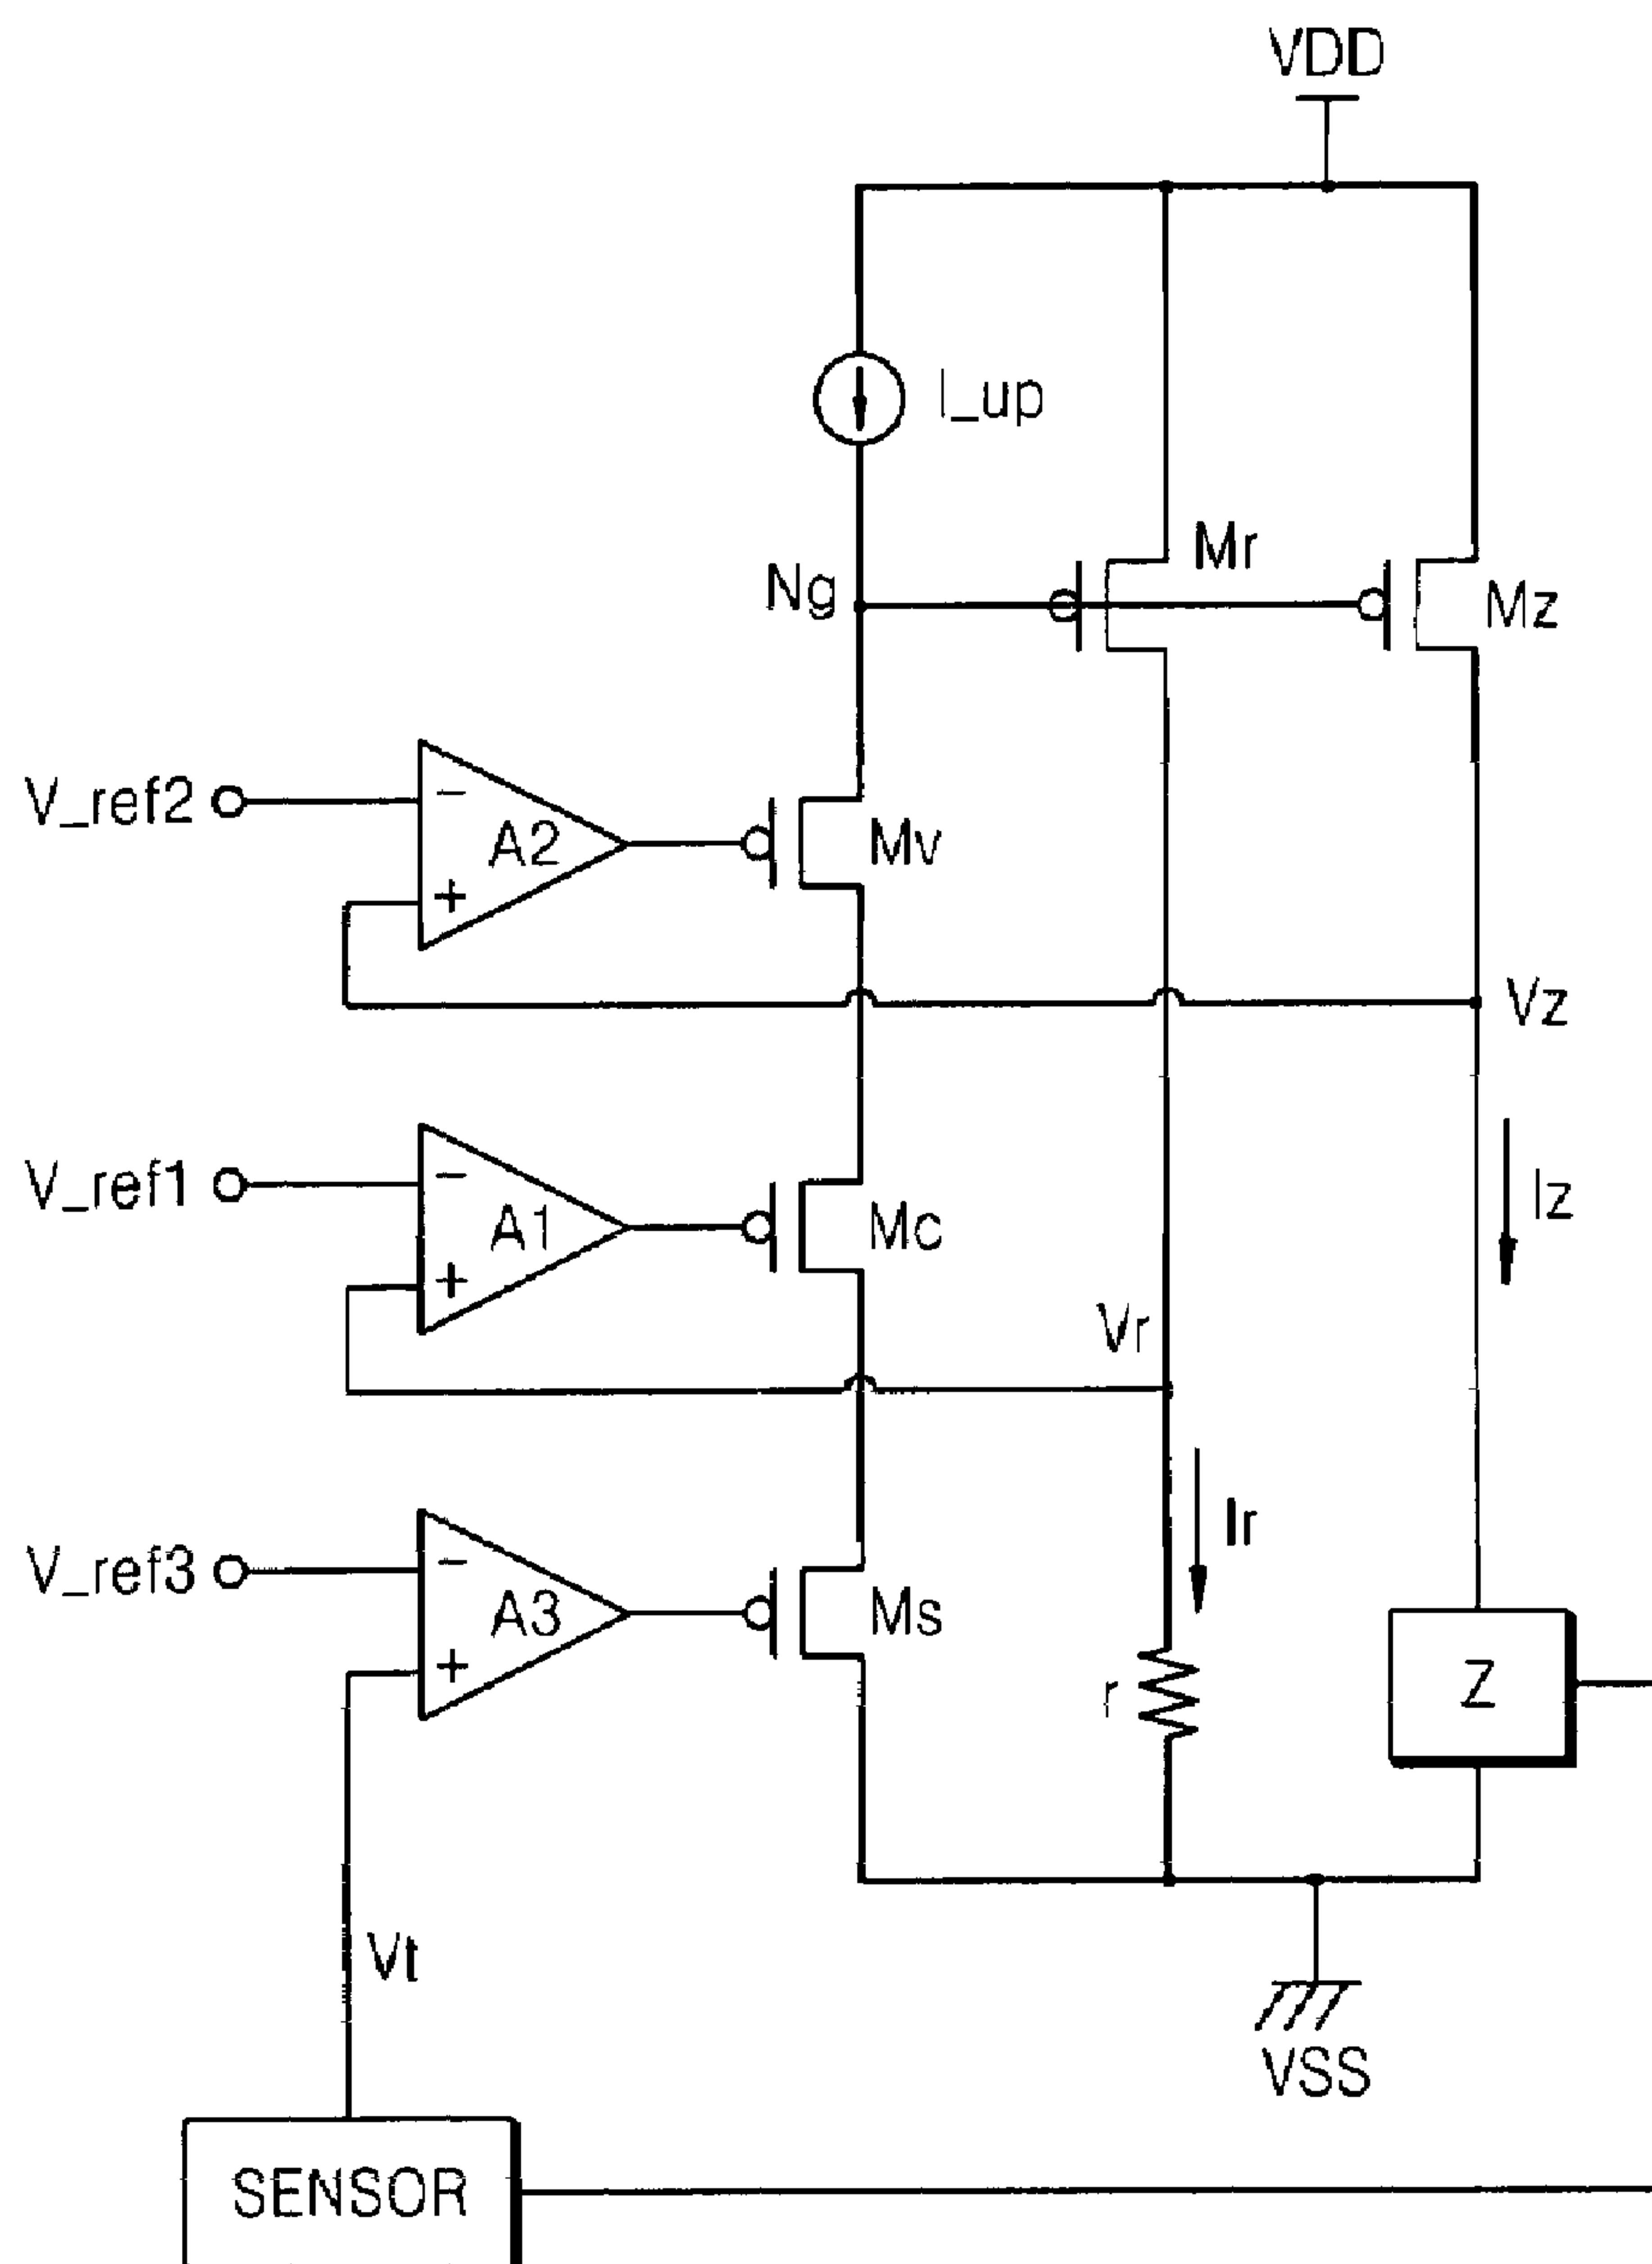 VDD
I_up
Mr
Ng
Mz
V_ref2
−
A2
+
Mv
Vz
V_ref1
−
A1
+
Mc
Iz
Vr
V_ref3
−
A3
+
Ms
Ir
r
Z
Vt
VSS
SENSOR